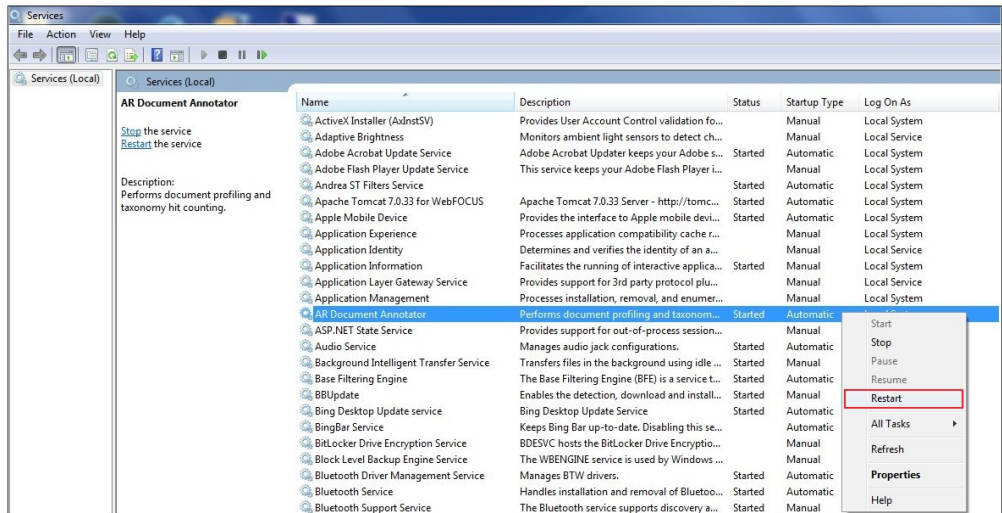 Services
File Action View Help
Services (Local)
Services (Local)
AR Document Annotator
Stop the service
Restart the service
Description:
Performs document profiling and
taxonomy hit counting.
Name Description Status Startup Type Log On As
ActiveX Installer (AxInstSV) Provides User Account Control validation fo... Manual Local System
Adaptive Brightness Monitors ambient light sensors to detect ch... Manual Local Service
Adobe Acrobat Update Service Adobe Acrobat Updater keeps your Adobe s... Started Automatic Local System
Adobe Flash Player Update Service This service keeps your Adobe Flash Player i... Manual Local System
Andrea ST Filters Service Started Automatic Local System
Apache Tomcat 7.0.33 for WebFOCUS Apache Tomcat 7.0.33 Server - http://tomc... Started Automatic Local System
Apple Mobile Device Provides the interface to Apple mobile devi... Started Automatic Local System
Application Experience Processes application compatibility cache r... Manual Local System
Application Identity Determines and verifies the identity of an a... Manual Local Service
Application Information Facilitates the running of interactive applica... Started Manual Local System
Application Layer Gateway Service Provides support for 3rd party protocol plu... Manual Local Service
Application Management Processes installation, removal, and enumer... Manual Local System
AR Document Annotator Performs document profiling and taxonom... Started Automatic
ASP.NET State Service Provides support for out-of-process session... Manual
Audio Service Manages audio jack configurations. Started Automatic
Background Intelligent Transfer Service Transfers files in the background using idle ... Started Automatic
Base Filtering Engine The Base Filtering Engine (BFE) is a service t... Started Automatic
BBUpdate Enables the detection, download and install... Started Manual
Bing Desktop Update service Bing Desktop Update Service Started Automatic
BingBar Service Keeps Bing Bar up-to-date. Disabling this se... Automatic
BitLocker Drive Encryption Service BDESVC hosts the BitLocker Drive Encryptio... Manual
Block Level Backup Engine Service The WBENGINE service is used by Windows ... Manual
Bluetooth Driver Management Service Manages BTW drivers. Started Automatic
Bluetooth Service Handles installation and removal of Bluetoo... Started Automatic
Bluetooth Support Service The Bluetooth service supports discovery a... Started Manual
Start
Stop
Pause
Resume
Restart
All Tasks
Refresh
Properties
Help